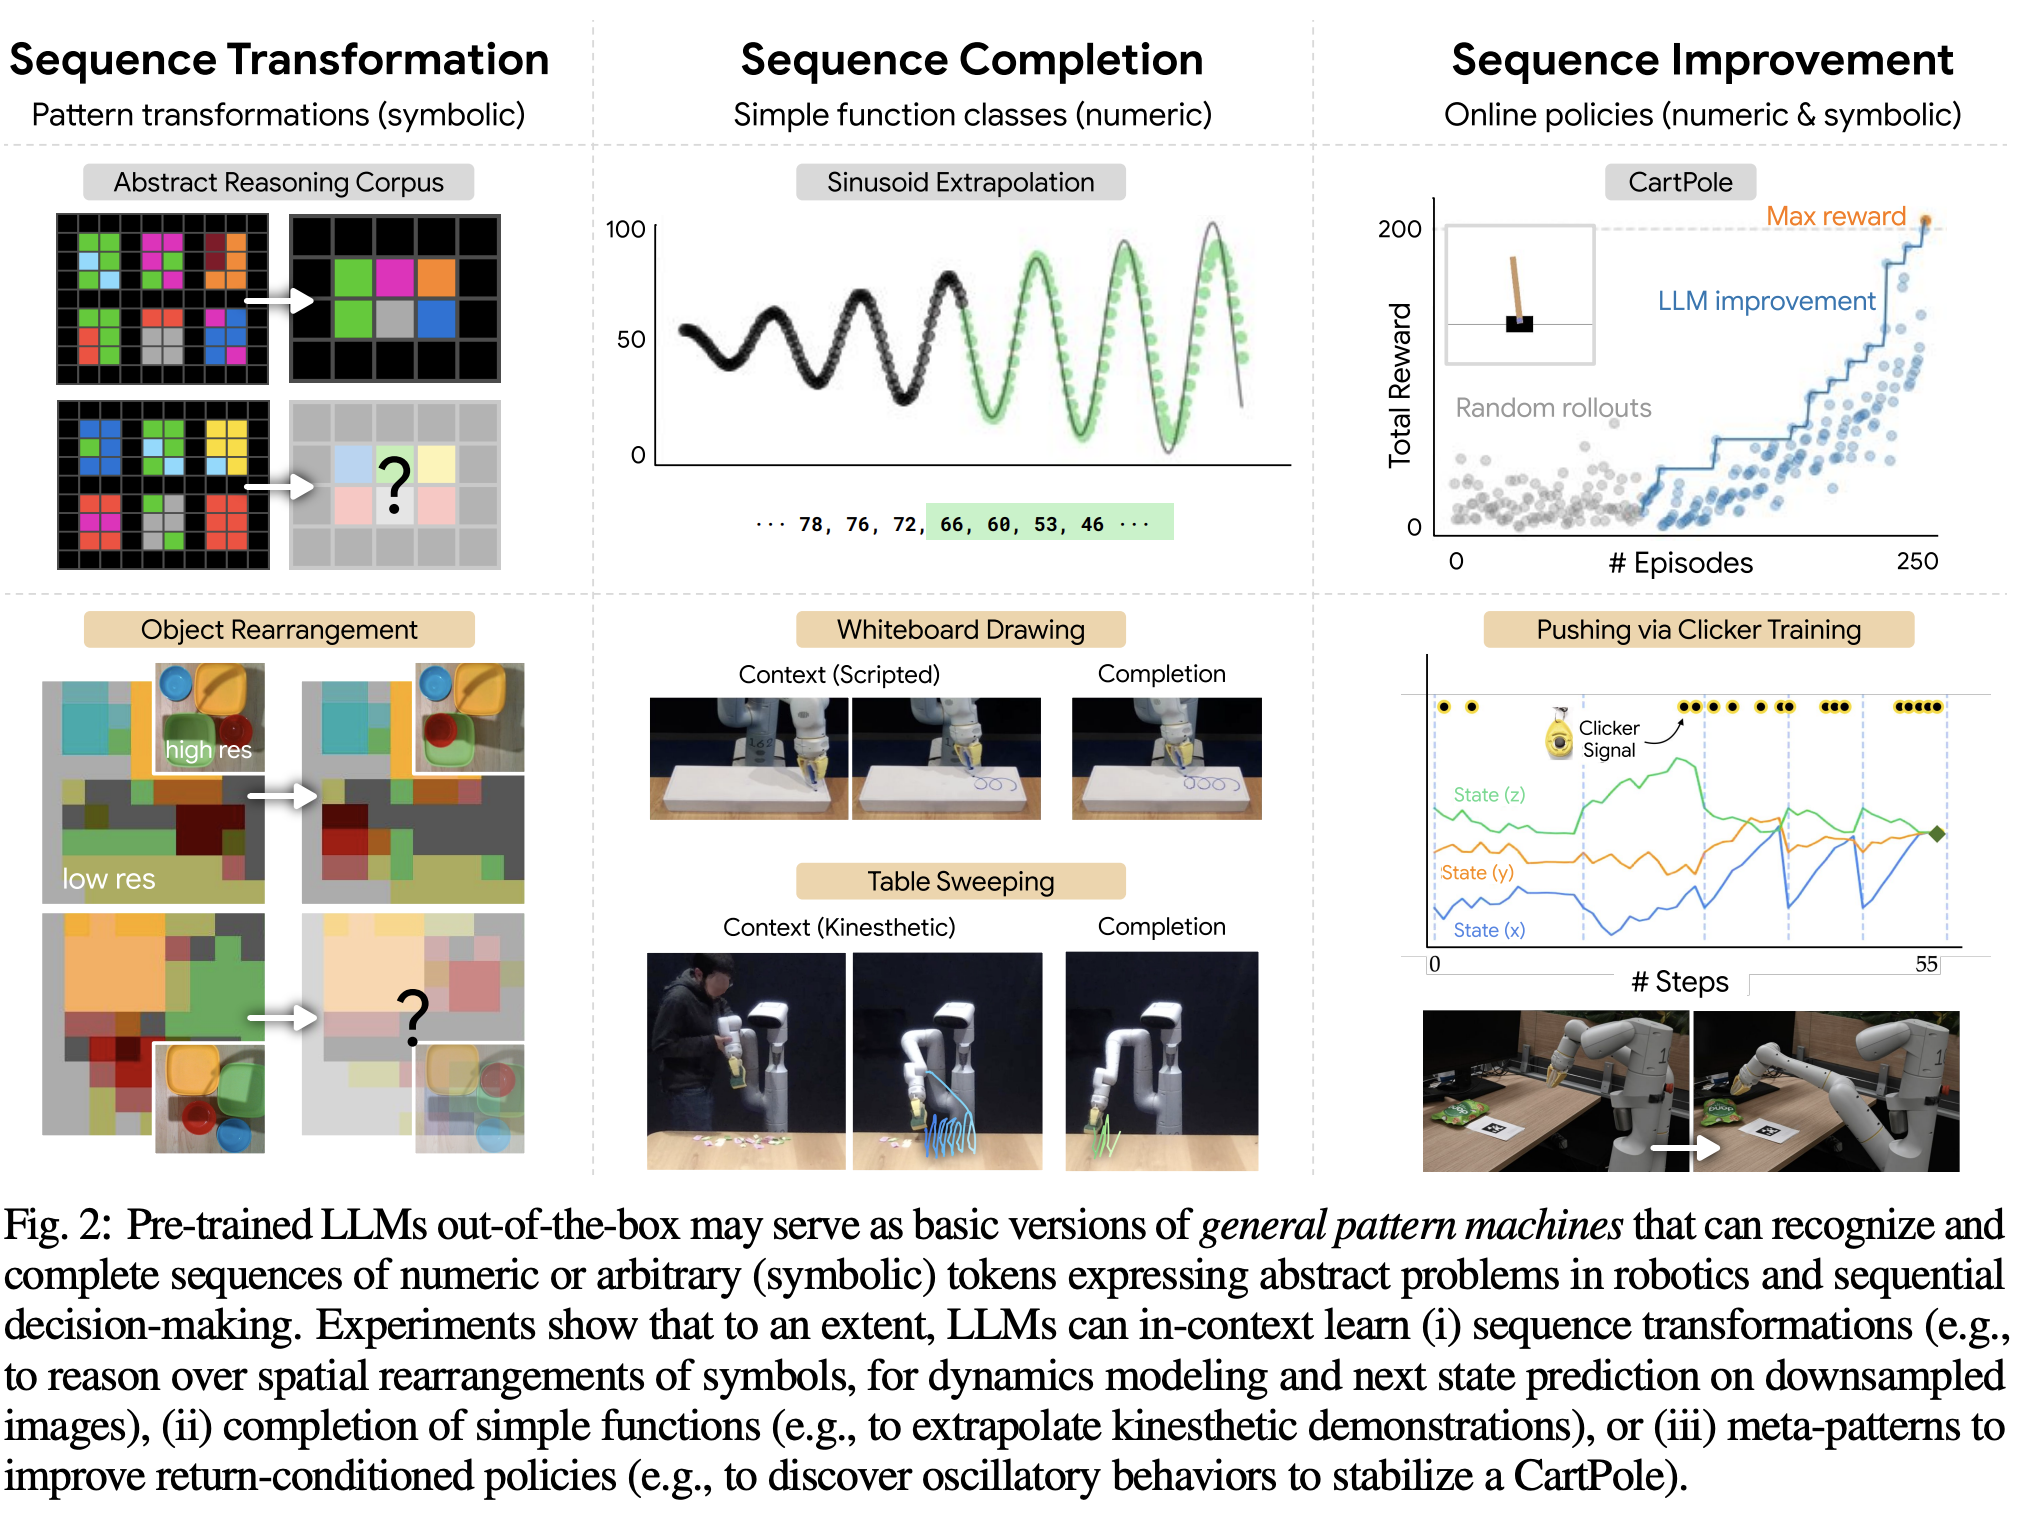 Sequence Transformation
Pattern transformations (symbolic)
Abstract Reasoning Corpus
?
Object Rearrangement
high res
low res
?
Sequence Completion
Simple function classes (numeric)
Sinusoid Extrapolation
100
50
0
··· 78, 76, 72, 66, 60, 53, 46 ···
Whiteboard Drawing
Context (Scripted)
Completion
Table Sweeping
Context (Kinesthetic)
Completion
Sequence Improvement
Online policies (numeric & symbolic)
CartPole
Max reward
200
LLM improvement
Total Reward
Random rollouts
0
0
# Episodes
250
Pushing via Clicker Training
Clicker
Signal
State (z)
State (y)
State (x)
0
55
# Steps
Fig. 2: Pre-trained LLMs out-of-the-box may serve as basic versions of general pattern machines that can recognize and
complete sequences of numeric or arbitrary (symbolic) tokens expressing abstract problems in robotics and sequential
decision-making. Experiments show that to an extent, LLMs can in-context learn (i) sequence transformations (e.g.,
to reason over spatial rearrangements of symbols, for dynamics modeling and next state prediction on downsampled
images), (ii) completion of simple functions (e.g., to extrapolate kinesthetic demonstrations), or (iii) meta-patterns to
improve return-conditioned policies (e.g., to discover oscillatory behaviors to stabilize a CartPole).